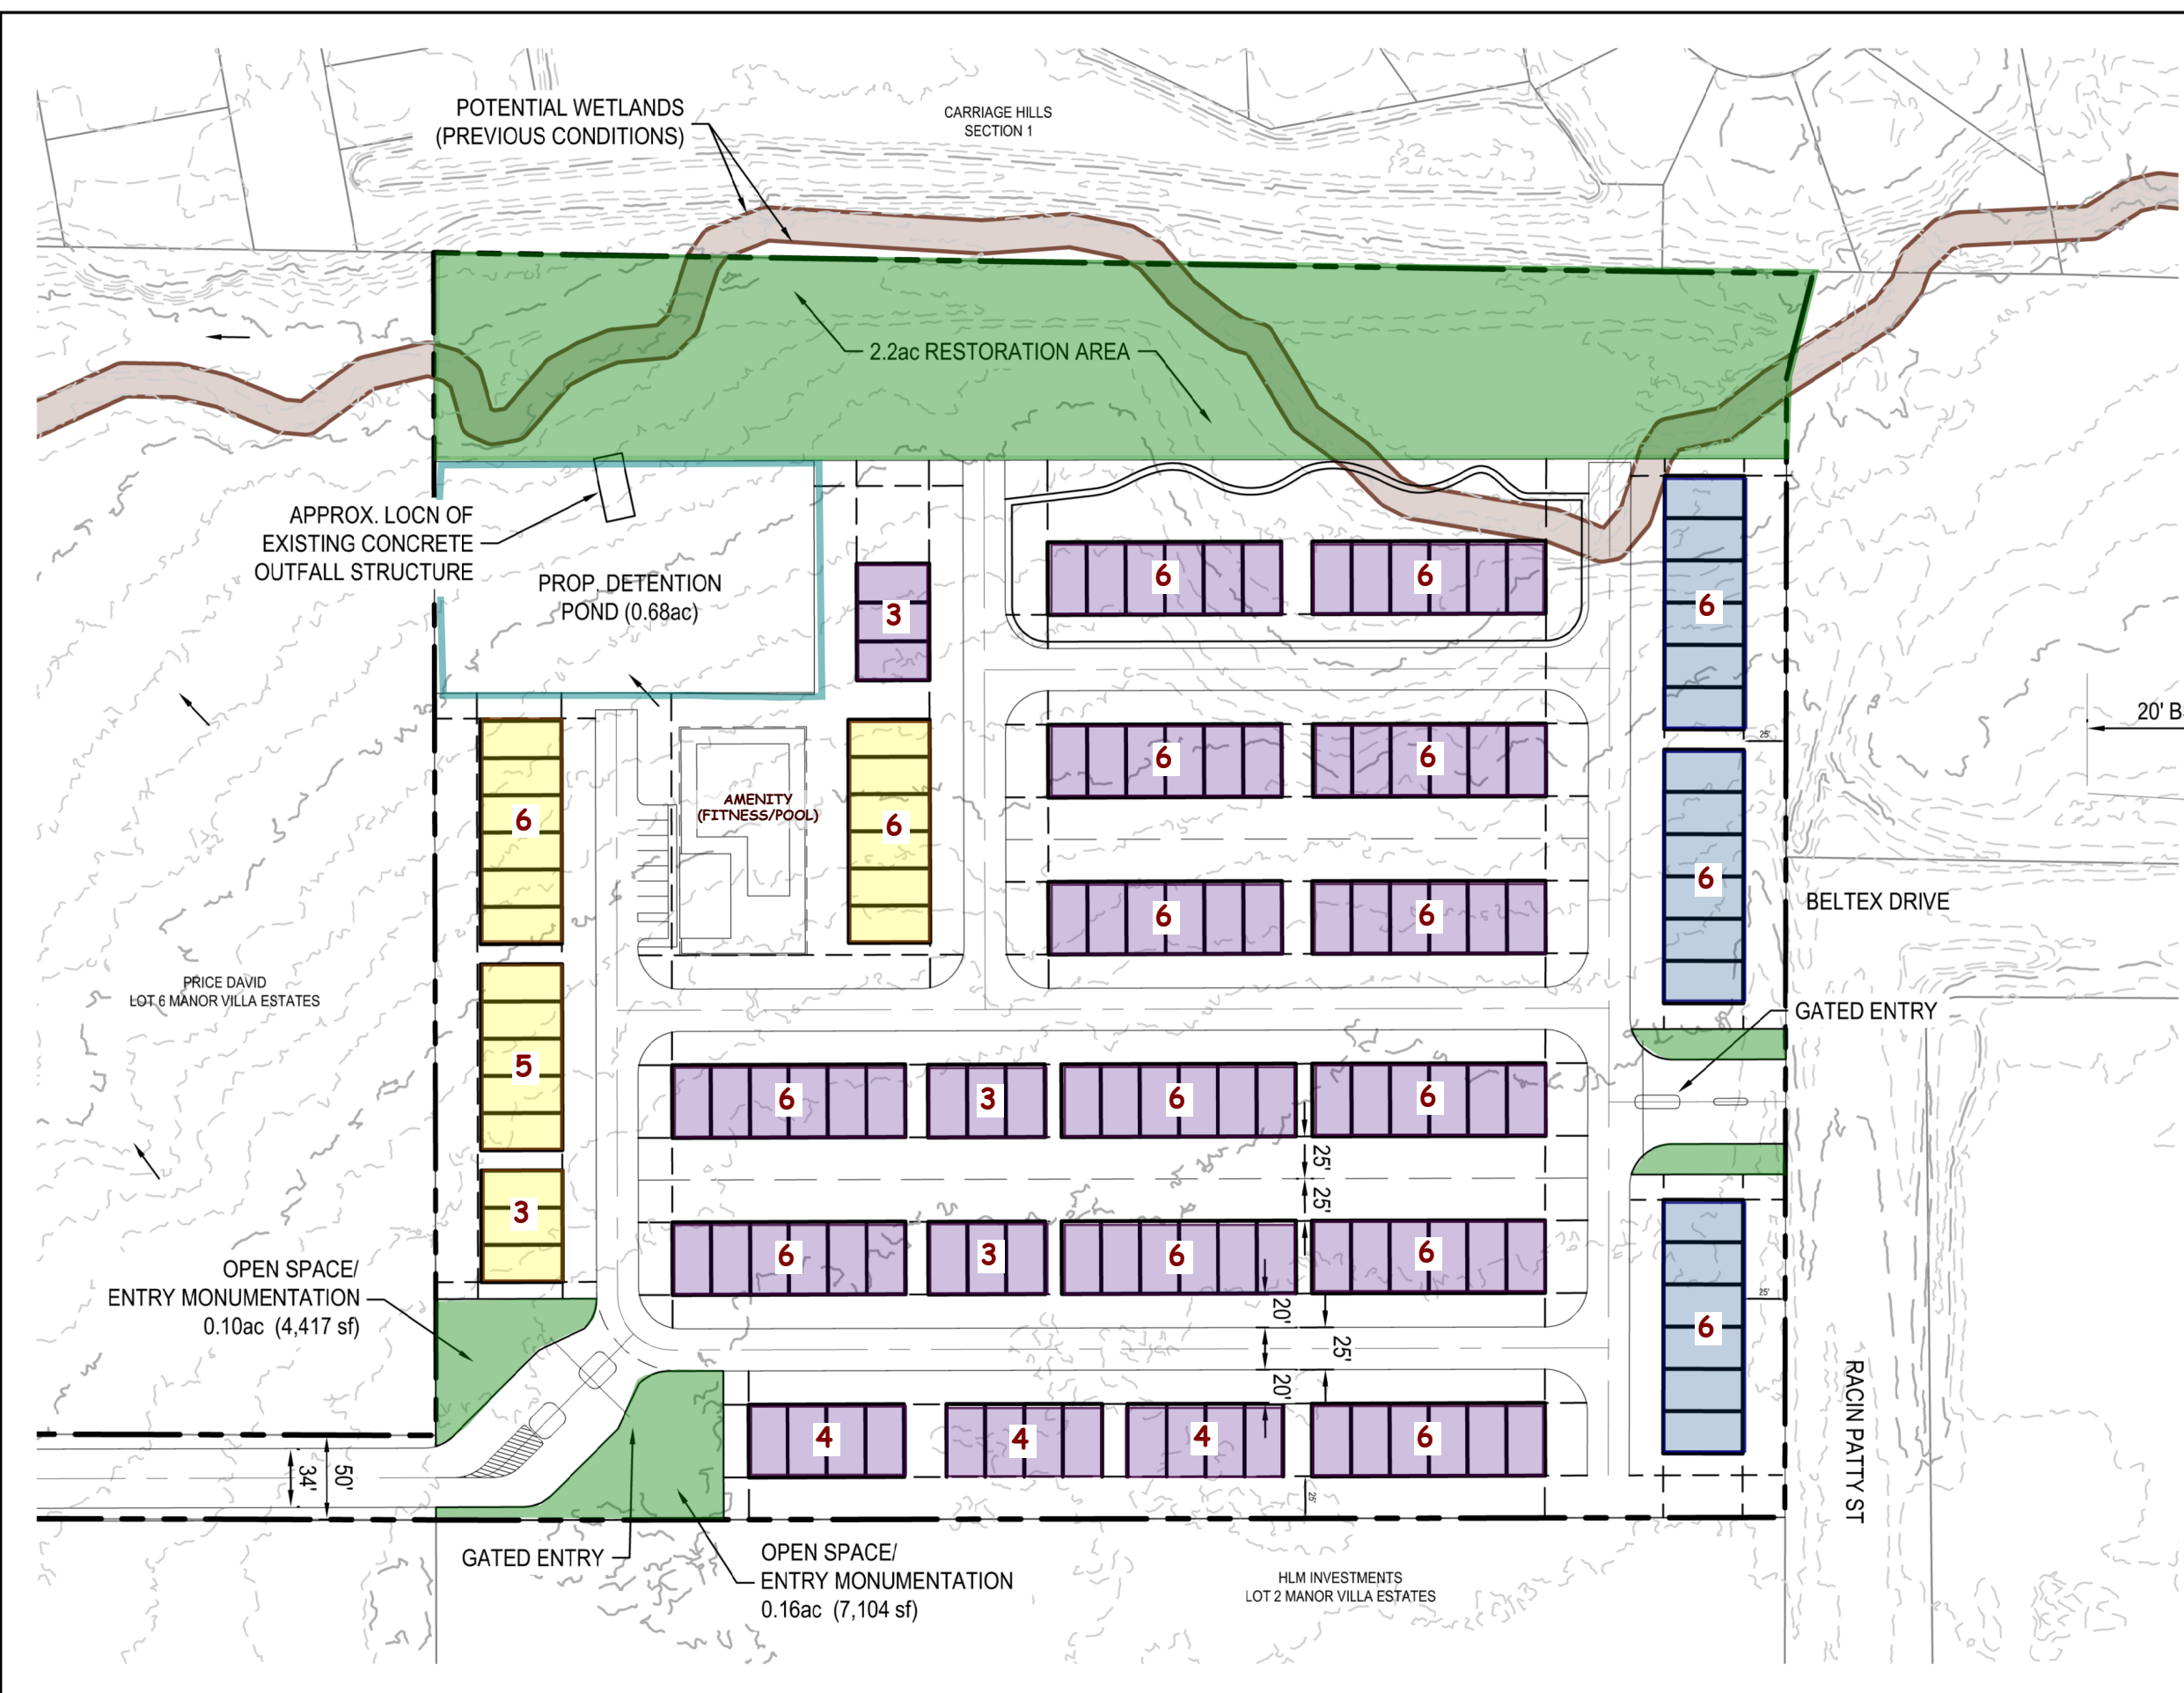 POTENTIAL WETLANDS
(PREVIOUS CONDITIONS)
CARRIAGE HILLS
SECTION 1
2.2ac RESTORATION AREA
APPROX. LOCN OF
EXISTING CONCRETE
OUTFALL STRUCTURE
PROP. DETENTION
POND (0.68ac)
3
6
6
6
20' B
25'
6
6
AMENITY
(FITNESS/POOL)
6
6
6
6
6
6
BELTEX DRIVE
PRICE DAVID
LOT 6 MANOR VILLA ESTATES
GATED ENTRY
5
6
3
6
6
25'
25'
3
6
3
6
6
OPEN SPACE/
ENTRY MONUMENTATION
0.10ac (4,417 sf)
20'
25'
20'
25'
6
RACIN PATTY ST
4
4
4
6
34'
50'
25'
GATED ENTRY
OPEN SPACE/
ENTRY MONUMENTATION
0.16ac (7,104 sf)
HLM INVESTMENTS
LOT 2 MANOR VILLA ESTATES